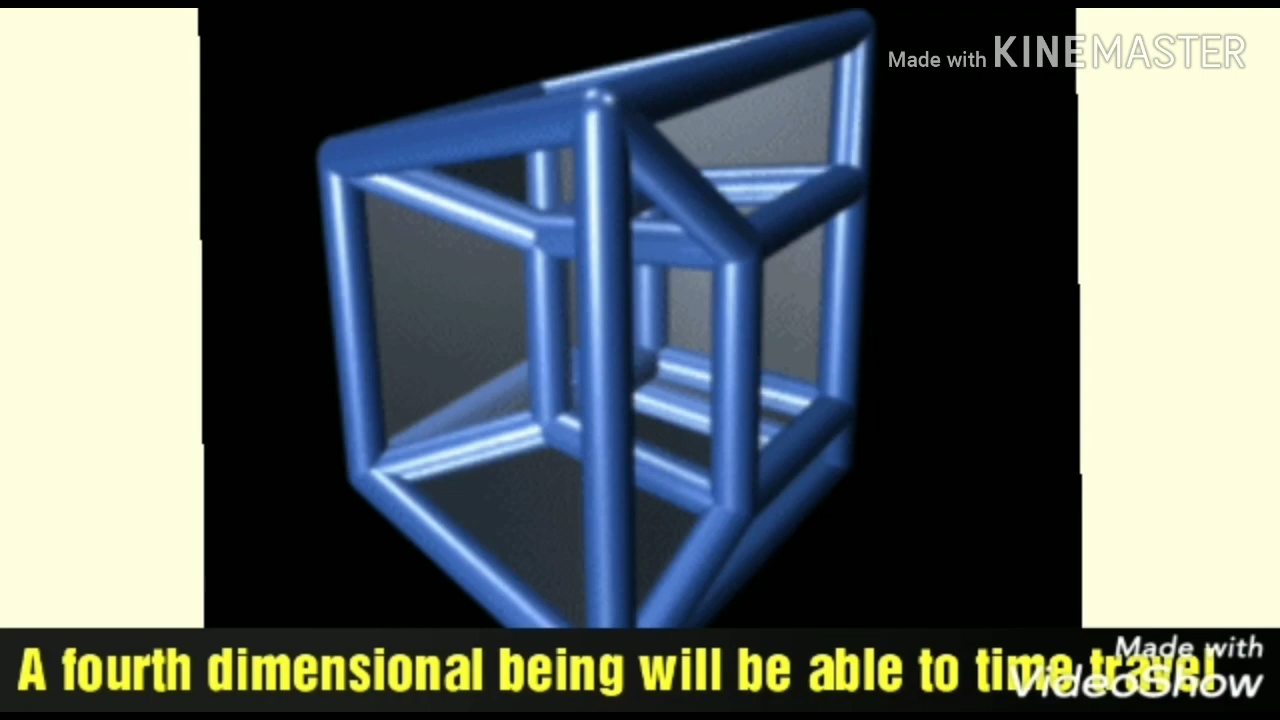 Made with KINEMASTER
A fourth dimensional being will be able to time travel
Made with
VideoShow